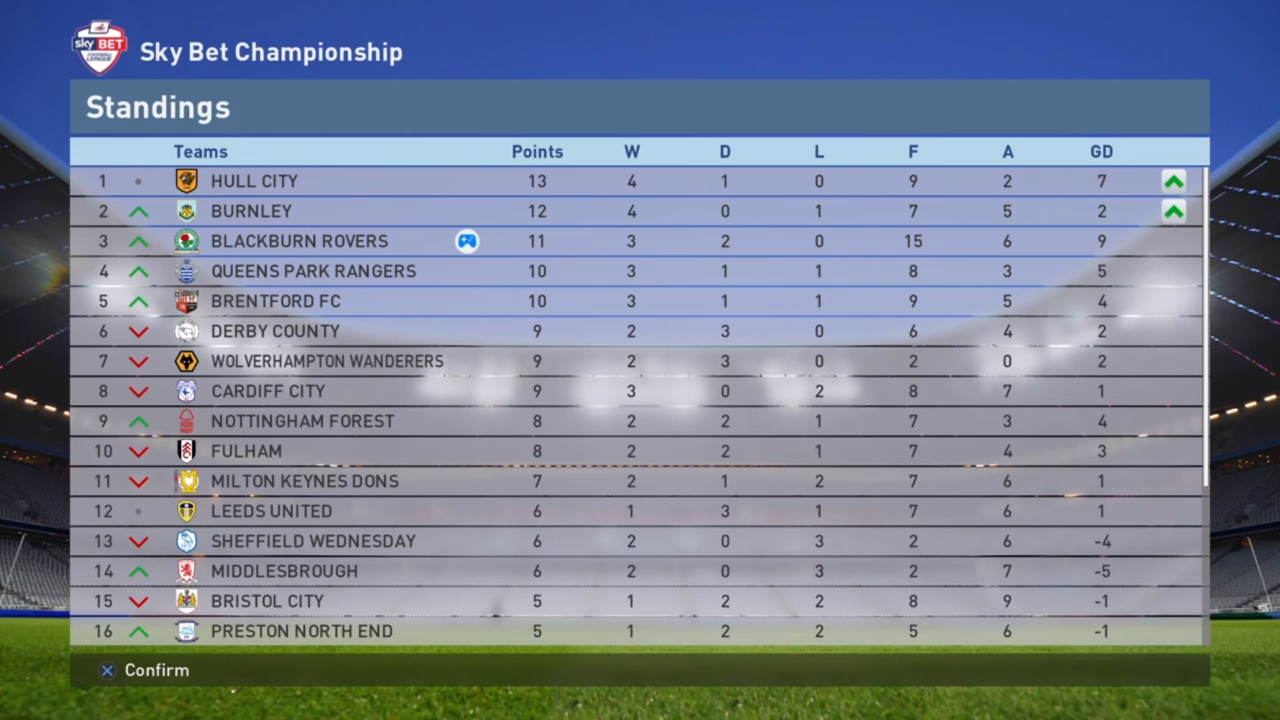 sky BET
FOOTBALL
LEAGUE
Sky Bet Championship
Standings
Teams Points W D L F A GD
1 HULL CITY 13 4 1 0 9 2 7
2 BURNLEY 12 4 0 1 7 5 2
3 BLACKBURN ROVERS 11 3 2 0 15 6 9
4 QUEENS PARK RANGERS 10 3 1 1 8 3 5
5 BRENTFORD FC 10 3 1 1 9 5 4
6 DERBY COUNTY 9 2 3 0 6 4 2
7 WOLVERHAMPTON WANDERERS 9 2 3 0 2 0 2
8 CARDIFF CITY 9 3 0 2 8 7 1
9 NOTTINGHAM FOREST 8 2 2 1 7 3 4
10 FULHAM 8 2 2 1 7 4 3
11 MILTON KEYNES DONS 7 2 1 2 7 6 1
12 LEEDS UNITED 6 1 3 1 7 6 1
13 SHEFFIELD WEDNESDAY 6 2 0 3 2 6 -4
14 MIDDLESBROUGH 6 2 0 3 2 7 -5
15 BRISTOL CITY 5 1 2 2 8 9 -1
16 PRESTON NORTH END 5 1 2 2 5 6 -1
Confirm